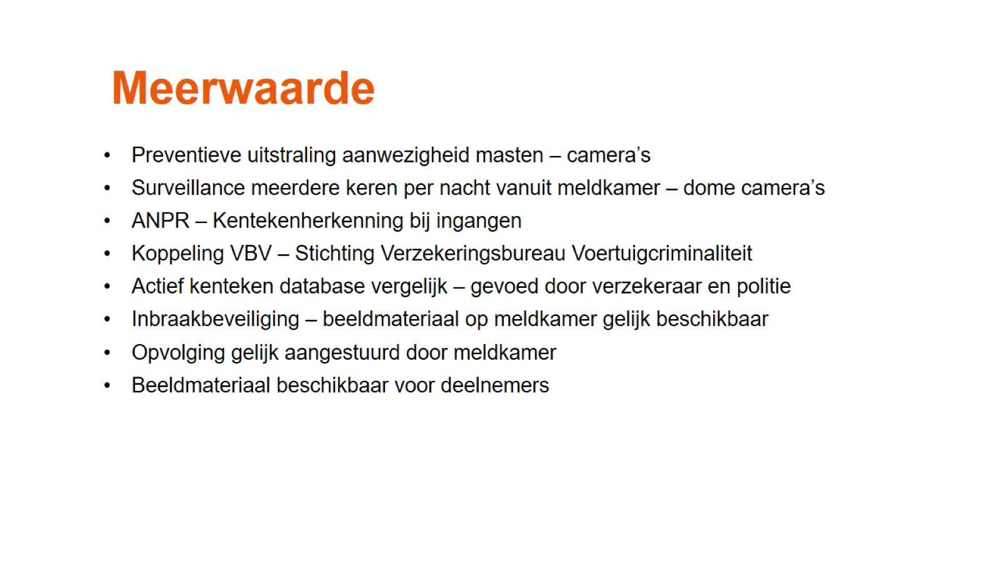 Meerwaarde
• Preventieve uitstraling aanwezigheid masten – camera’s
• Surveillance meerdere keren per nacht vanuit meldkamer – dome camera’s
• ANPR – Kentekenherkenning bij ingangen
• Koppeling VBV – Stichting Verzekeringsbureau Voertuigcriminaliteit
• Actief kenteken database vergelijk – gevoed door verzekeraar en politie
• Inbraakbeveiliging – beeldmateriaal op meldkamer gelijk beschikbaar
• Opvolging gelijk aangestuurd door meldkamer
• Beeldmateriaal beschikbaar voor deelnemers